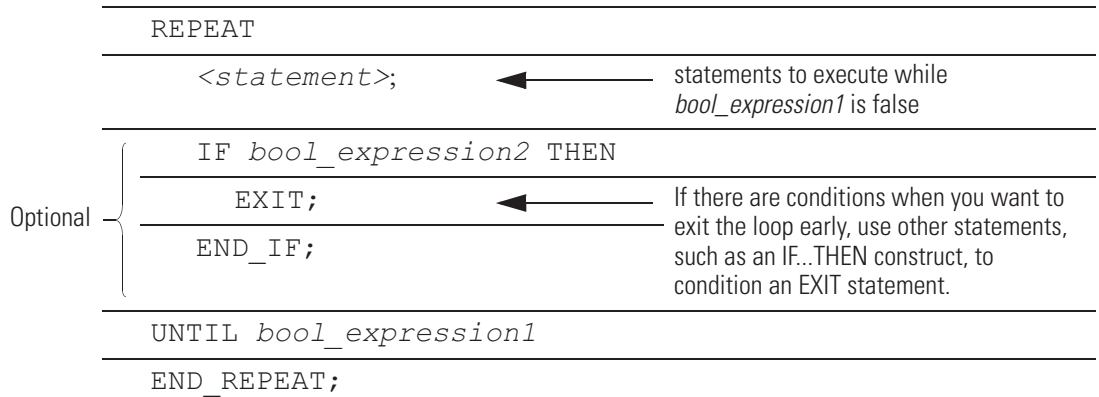 REPEAT
<statement>;
statements to execute while
bool_expression1 is false
Optional
IF bool_expression2 THEN
EXIT;
END_IF;
If there are conditions when you want to
exit the loop early, use other statements,
such as an IF...THEN construct, to
condition an EXIT statement.
UNTIL bool_expression1
END_REPEAT;